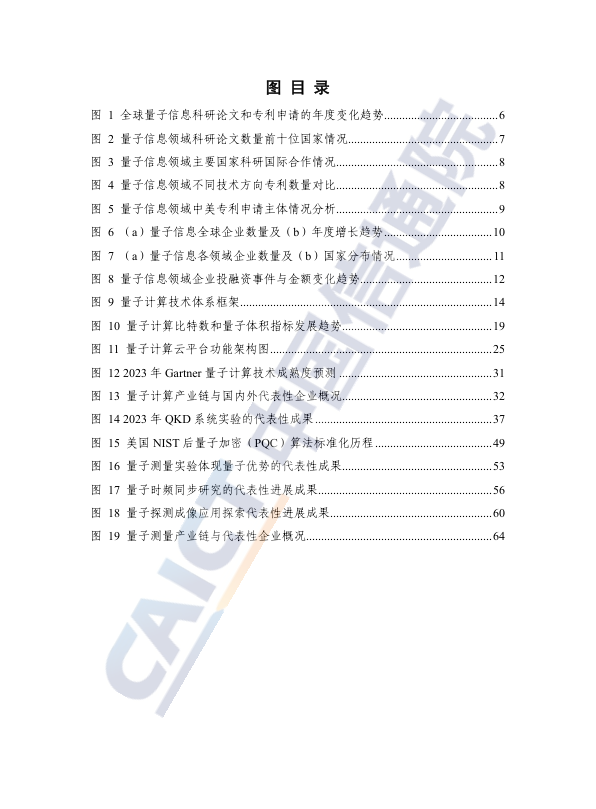 图 目 录
图 1 全球量子信息科研论文和专利申请的年度变化趋势......................................6
图 2 量子信息领域科研论文数量前十位国家情况..................................................7
图 3 量子信息领域主要国家科研国际合作情况......................................................8
图 4 量子信息领域不同技术方向专利数量对比......................................................8
图 5 量子信息领域中美专利申请主体情况分析......................................................9
图 6 （a）量子信息全球企业数量及（b）年度增长趋势....................................10
图 7 （a）量子信息各领域企业数量及（b）国家分布情况................................11
图 8 量子信息领域企业投融资事件与金额变化趋势............................................12
图 9 量子计算技术体系框架....................................................................................14
图 10 量子计算比特数和量子体积指标发展趋势..................................................19
图 11 量子计算云平台功能架构图..........................................................................25
图 12 2023 年 Gartner 量子计算技术成熟度预测 ...................................................31
图 13 量子计算产业链与国内外代表性企业概况..................................................32
图 14 2023 年 QKD 系统实验的代表性成果 ...........................................................37
图 15 美国 NIST 后量子加密（PQC）算法标准化历程 .......................................49
图 16 量子测量实验体现量子优势的代表性成果..................................................53
图 17 量子时频同步研究的代表性进展成果..........................................................56
图 18 量子探测成像应用探索代表性进展成果......................................................60
图 19 量子测量产业链与代表性企业概况..............................................................64
CAICT 中国信通院